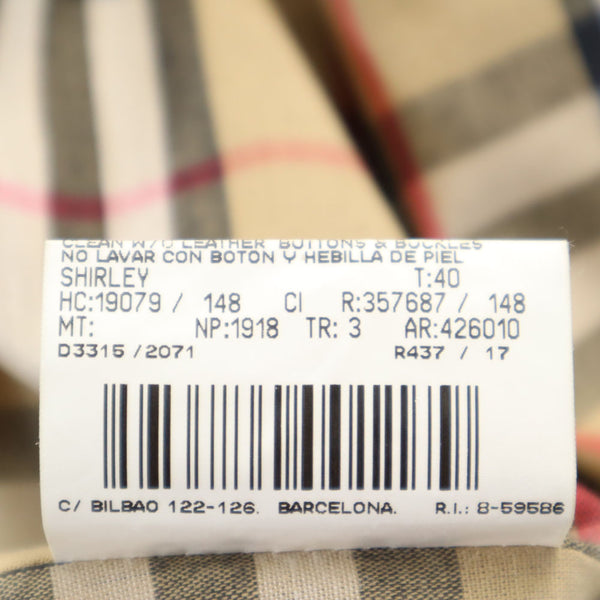 CLEAN W/O LEATHER BUTTONS & BUCKLES
NO LAVAR CON BOTON Y HEBILLA DE PIEL
SHIRLEY T:40
HC:19079 / 148 CI R:357687 / 148
MT: NP:1918 TR: 3 AR:426010
D3315 /2071 R437 / 17
C/ BILBAO 122-126. BARCELONA. R.I.: 8-59586